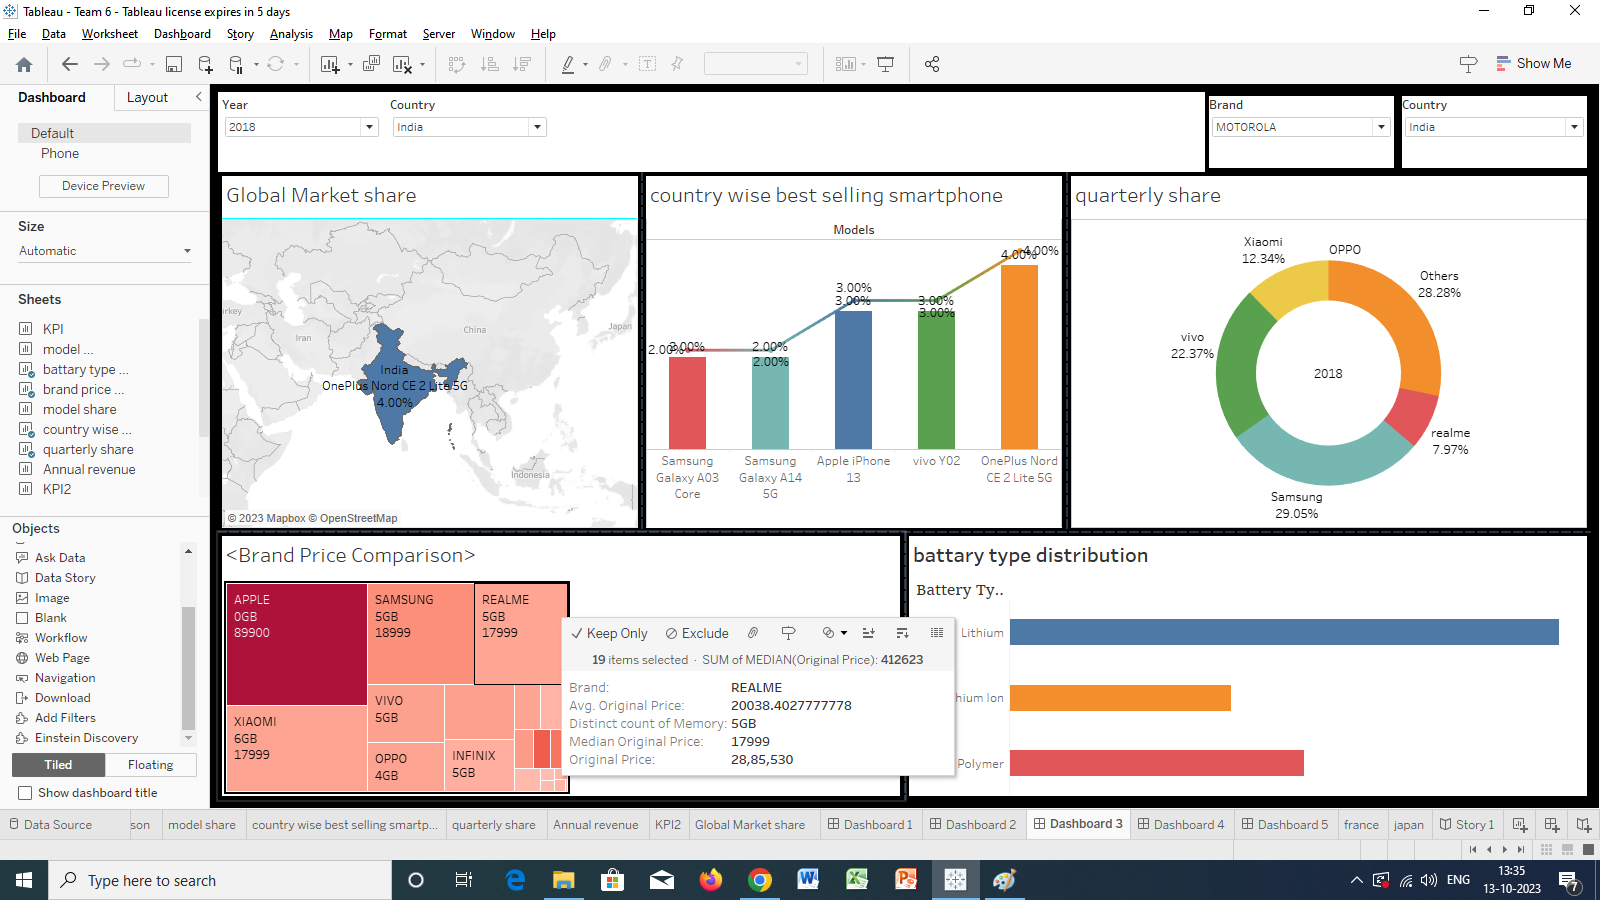 Tableau - Team 6 - Tableau license expires in 5 days
File Data Worksheet Dashboard Story Analysis Map Format Server Window Help
Show Me
Dashboard Layout
Default
Phone
Device Preview
Size
Automatic
Sheets
KPI
model ...
battary type ...
brand price ...
model share
country wise ...
quarterly share
Annual revenue
KPI2
Objects
Ask Data
Data Story
Image
Blank
Workflow
Web Page
Navigation
Download
Add Filters
Einstein Discovery
Tiled Floating
Show dashboard title
Year Country
2018 India
Brand Country
MOTOROLA India
Global Market share
Iran
China
Japan
India
OnePlus Nord CE 2 Lite 5G
4.00%
Indonesia
© 2023 Mapbox © OpenStreetMap
country wise best selling smartphone
Models
4.00% 4.00%
3.00%
3.00% 3.00%
3.00%
2.00% 2.00% 2.00%
2.00%
Samsung Galaxy A03 Core
Samsung Galaxy A14 5G
Apple iPhone 13
vivo Y02
OnePlus Nord CE 2 Lite 5G
quarterly share
Xiaomi
12.34%
OPPO
Others
28.28%
vivo
22.37%
2018
realme
7.97%
Samsung
29.05%
<Brand Price Comparison>
APPLE
0GB
89900
SAMSUNG
5GB
18999
REALME
5GB
17999
XIAOMI
6GB
17999
VIVO
5GB
OPPO
4GB
INFINIX
5GB
Keep Only Exclude
19 items selected · SUM of MEDIAN(Original Price): 412623
Brand: REALME
Avg. Original Price: 20038.4027777778
Distinct count of Memory: 5GB
Median Original Price: 17999
Original Price: 28,85,530
battary type distribution
Battery Ty..
Lithium
hium Ion
Polymer
Data Source son model share country wise best selling smartp... quarterly share Annual revenue KPI2 Global Market share Dashboard 1 Dashboard 2 Dashboard 3 Dashboard 4 Dashboard 5 france japan Story 1
Type here to search
ENG
13:35
13-10-2023
7